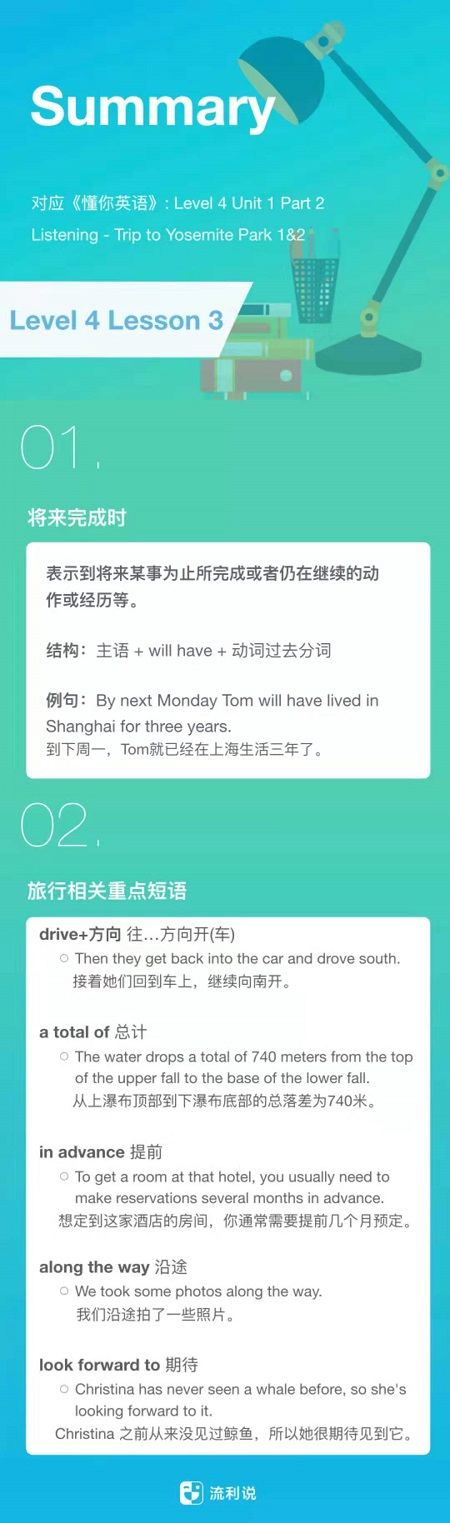 Summary
对应《懂你英语》: Level 4 Unit 1 Part 2
Listening - Trip to Yosemite Park 1&2
Level 4 Lesson 3
01.
将来完成时
表示到将来某事为止所完成或者仍在继续的动
作或经历等。
结构：主语 + will have + 动词过去分词
例句：By next Monday Tom will have lived in
Shanghai for three years.
到下周一，Tom就已经在上海生活三年了。
02.
旅行相关重点短语
drive+方向 往…方向开(车)
○ Then they get back into the car and drove south.
接着她们回到车上，继续向南开。
a total of 总计
○ The water drops a total of 740 meters from the top
of the upper fall to the base of the lower fall.
从上瀑布顶部到下瀑布底部的总落差为740米。
in advance 提前
○ To get a room at that hotel, you usually need to
make reservations several months in advance.
想定到这家酒店的房间，你通常需要提前几个月预定。
along the way 沿途
○ We took some photos along the way.
我们沿途拍了一些照片。
look forward to 期待
○ Christina has never seen a whale before, so she's
looking forward to it.
Christina 之前从来没见过鲸鱼，所以她很期待见到它。
流利说